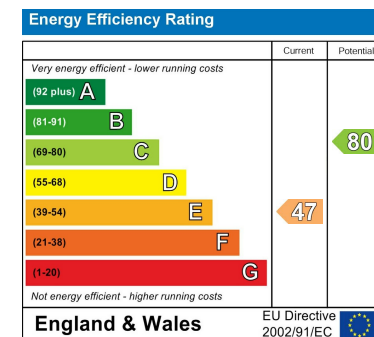 Energy Efficiency Rating
Current Potential
Very energy efficient - lower running costs
(92 plus) A
(81-91) B
(69-80) C
80
(55-68) D
(39-54) E
47
(21-38) F
(1-20) G
Not energy efficient - higher running costs
England & Wales
EU Directive
2002/91/EC